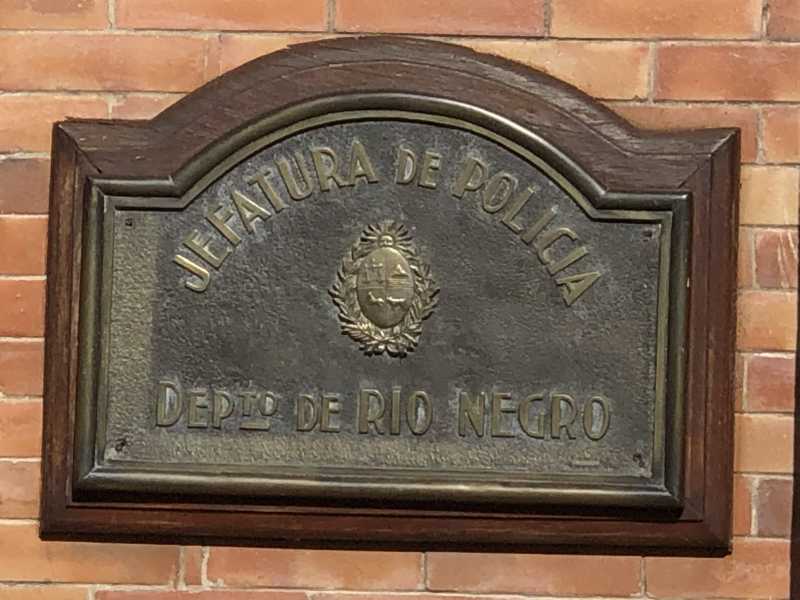 JEFATURA DE POLICIA
DEPTO DE RIO NEGRO